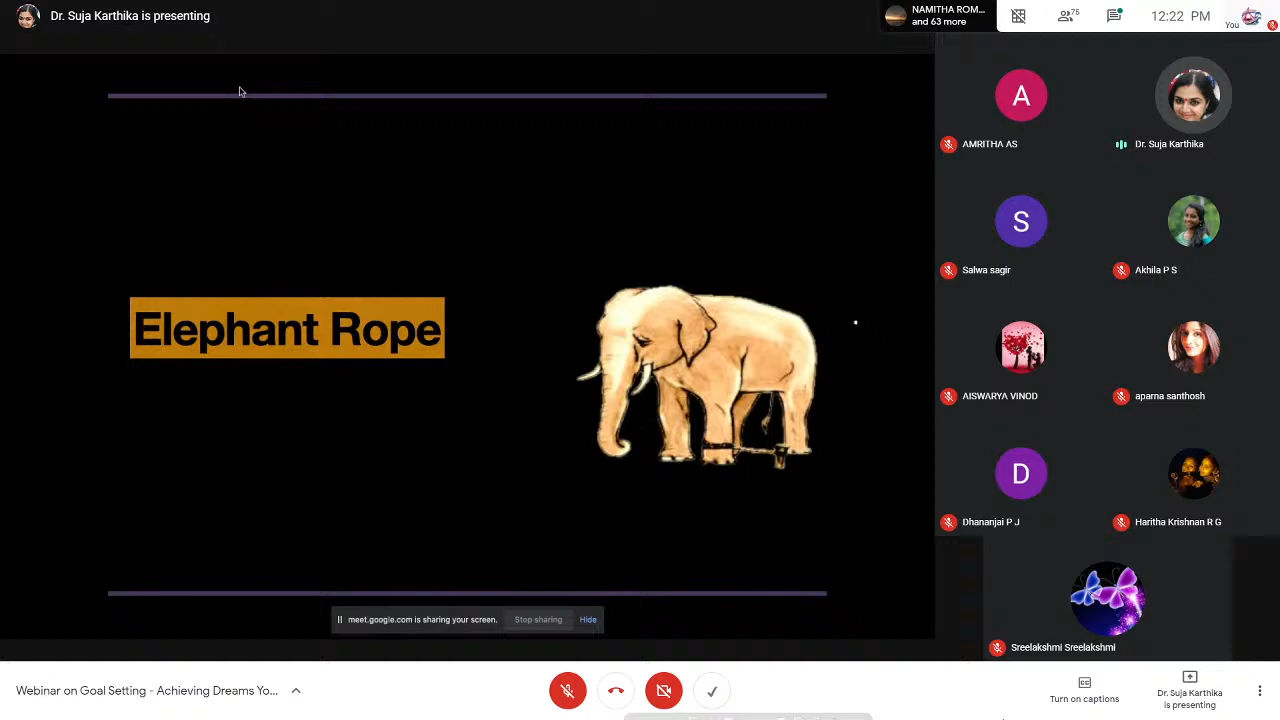 Dr. Suja Karthika is presenting
NAMITHA ROM...
and 63 more
75
12:22 PM
You
A
AMRITHA AS
Dr. Suja Karthika
S
Salwa sagir
Akhila P S
Elephant Rope
AISWARYA VINOD
aparna santhosh
D
Dhananjai P J
Haritha Krishnan R G
meet.google.com is sharing your screen.
Stop sharing
Hide
Sreelakshmi Sreelakshmi
Webinar on Goal Setting - Achieving Dreams Yo...
Turn on captions
Dr. Suja Karthika
is presenting